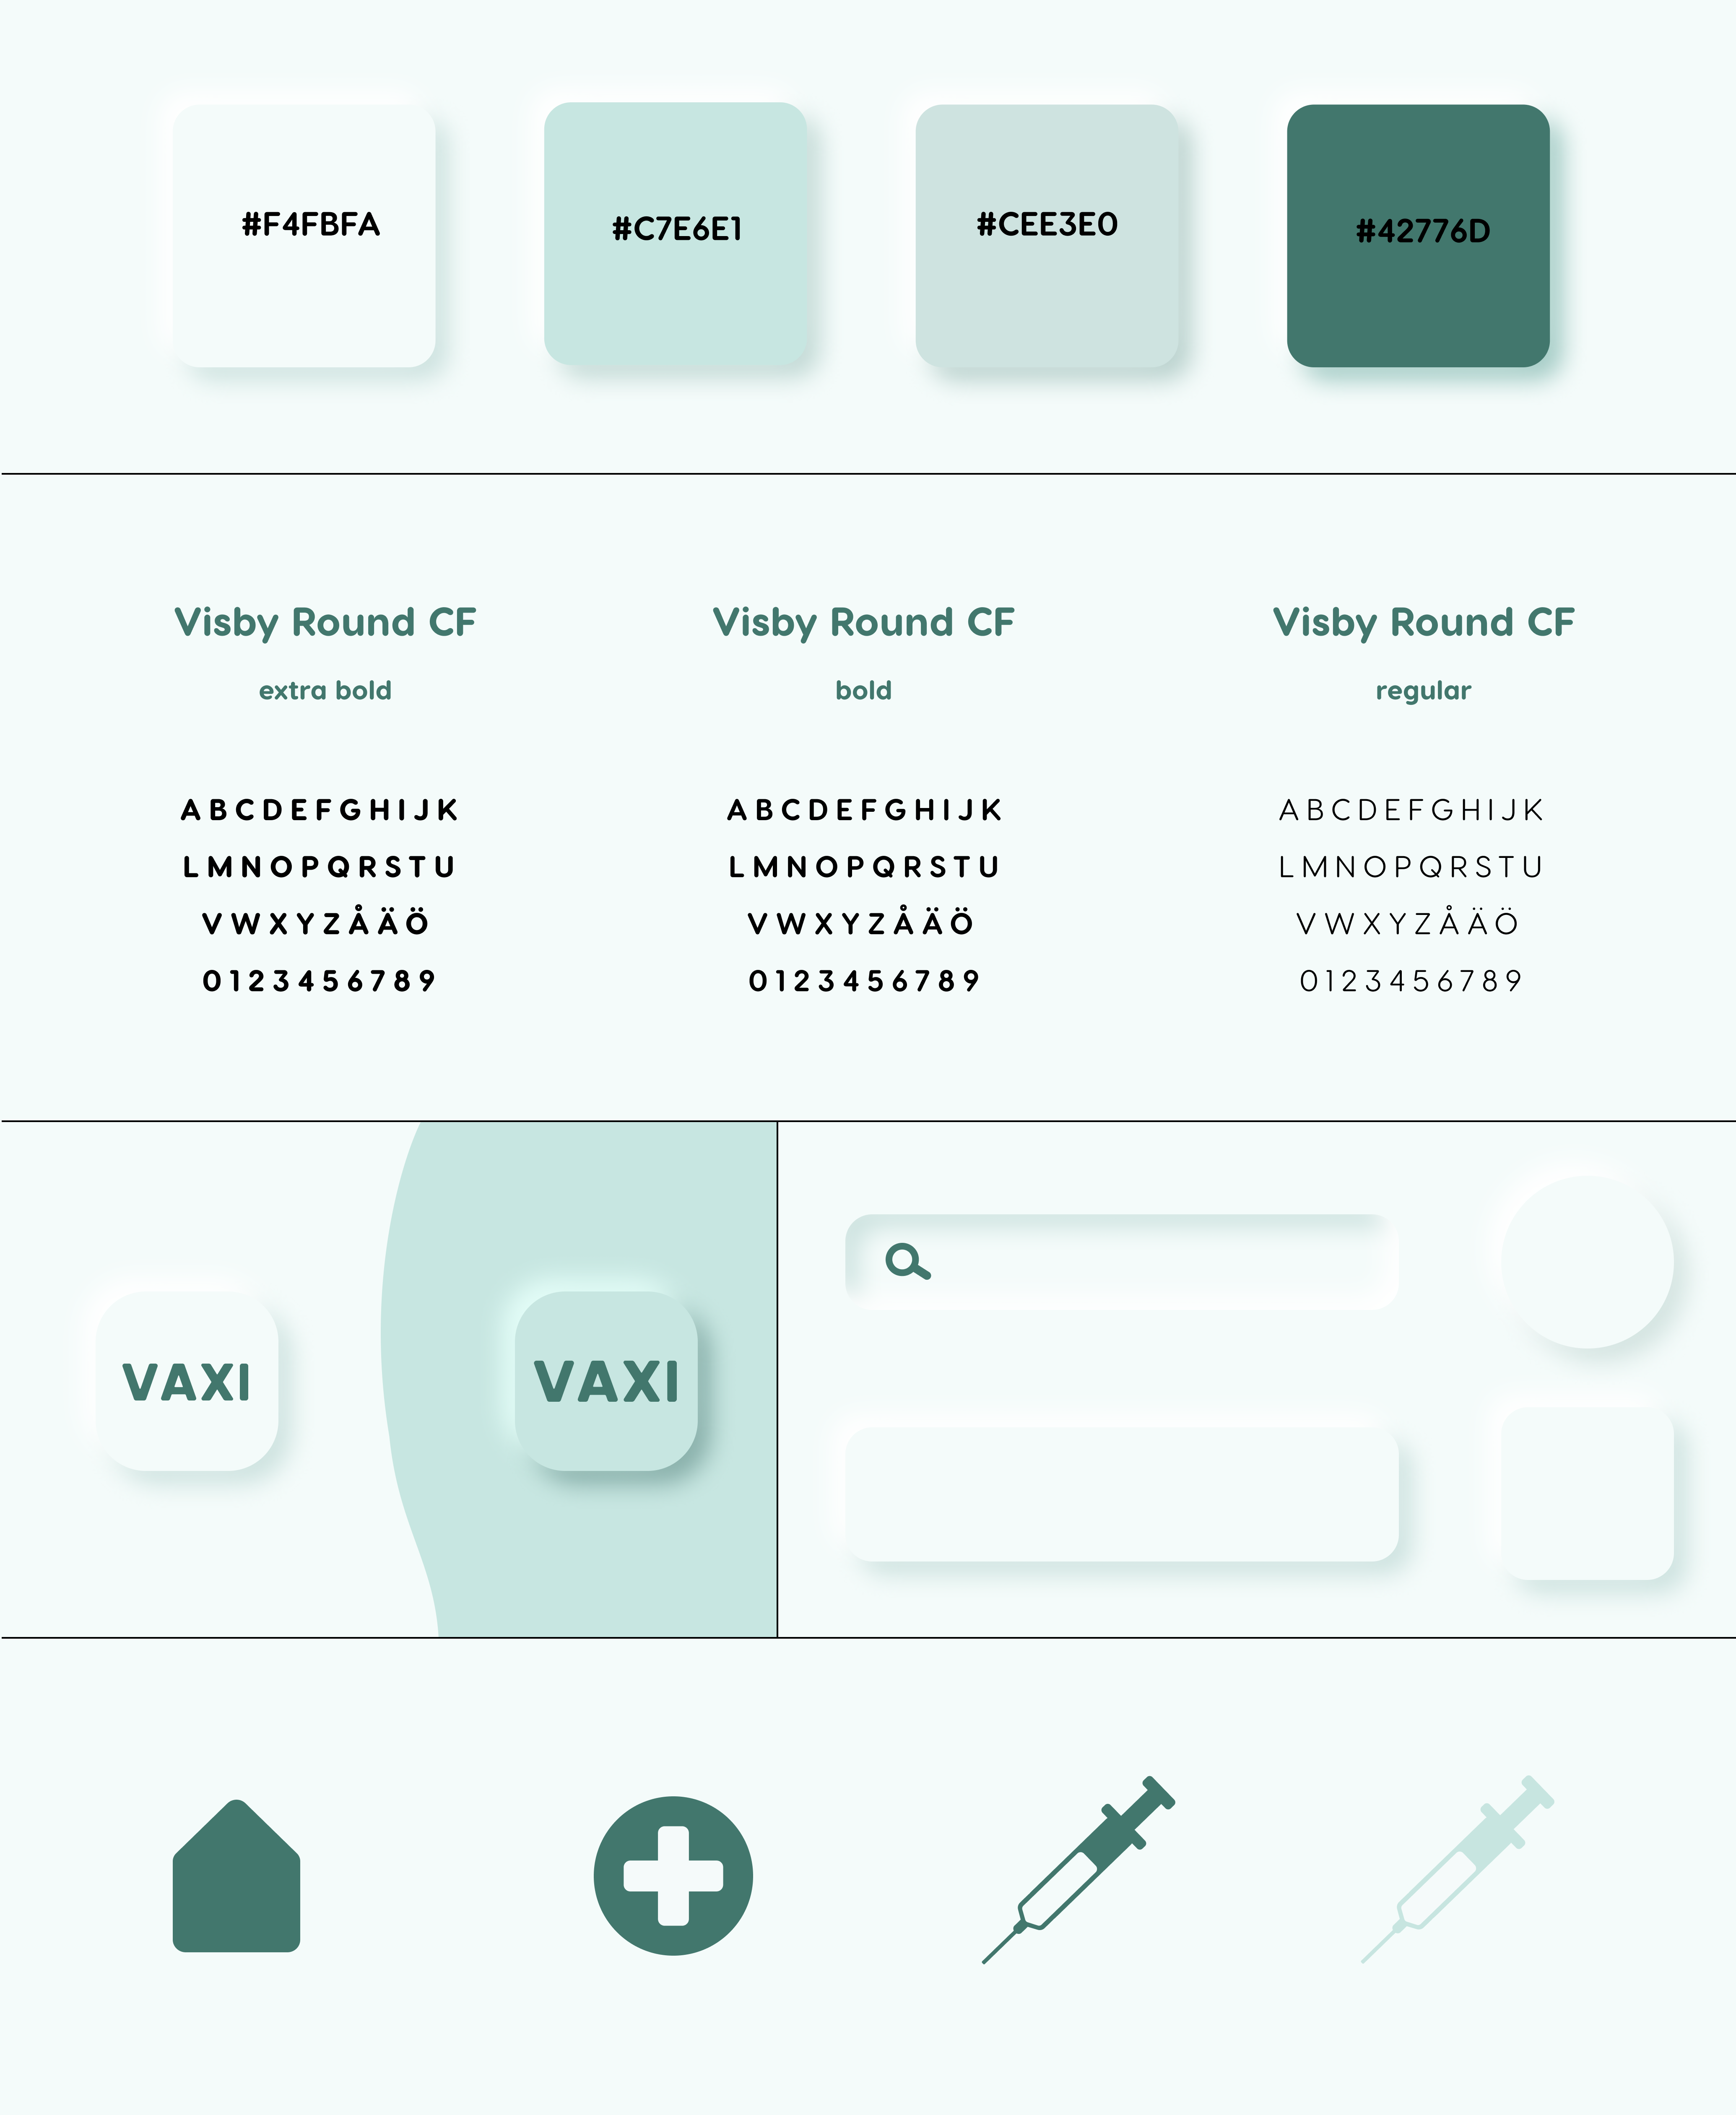 #F4FBFA
#C7E6E1
#CEE3E0
#42776D
Visby Round CF
extra bold
A B C D E F G H I J K
L M N O P Q R S T U
V W X Y Z Å Ä Ö
0 1 2 3 4 5 6 7 8 9
Visby Round CF
bold
A B C D E F G H I J K
L M N O P Q R S T U
V W X Y Z Å Ä Ö
0 1 2 3 4 5 6 7 8 9
Visby Round CF
regular
A B C D E F G H I J K
L M N O P Q R S T U
V W X Y Z Å Ä Ö
0 1 2 3 4 5 6 7 8 9
VAXI
VAXI